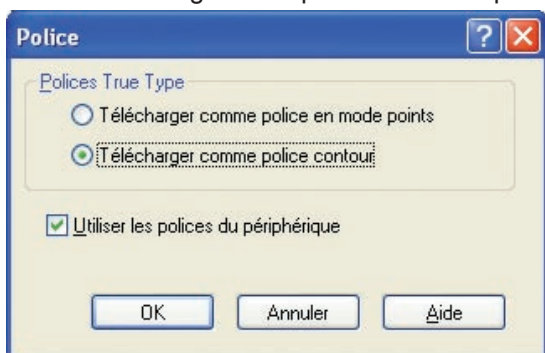 Police
Polices True Type
Télécharger comme police en mode points
Télécharger comme police contour
Utiliser les polices du périphérique
OK Annuler Aide